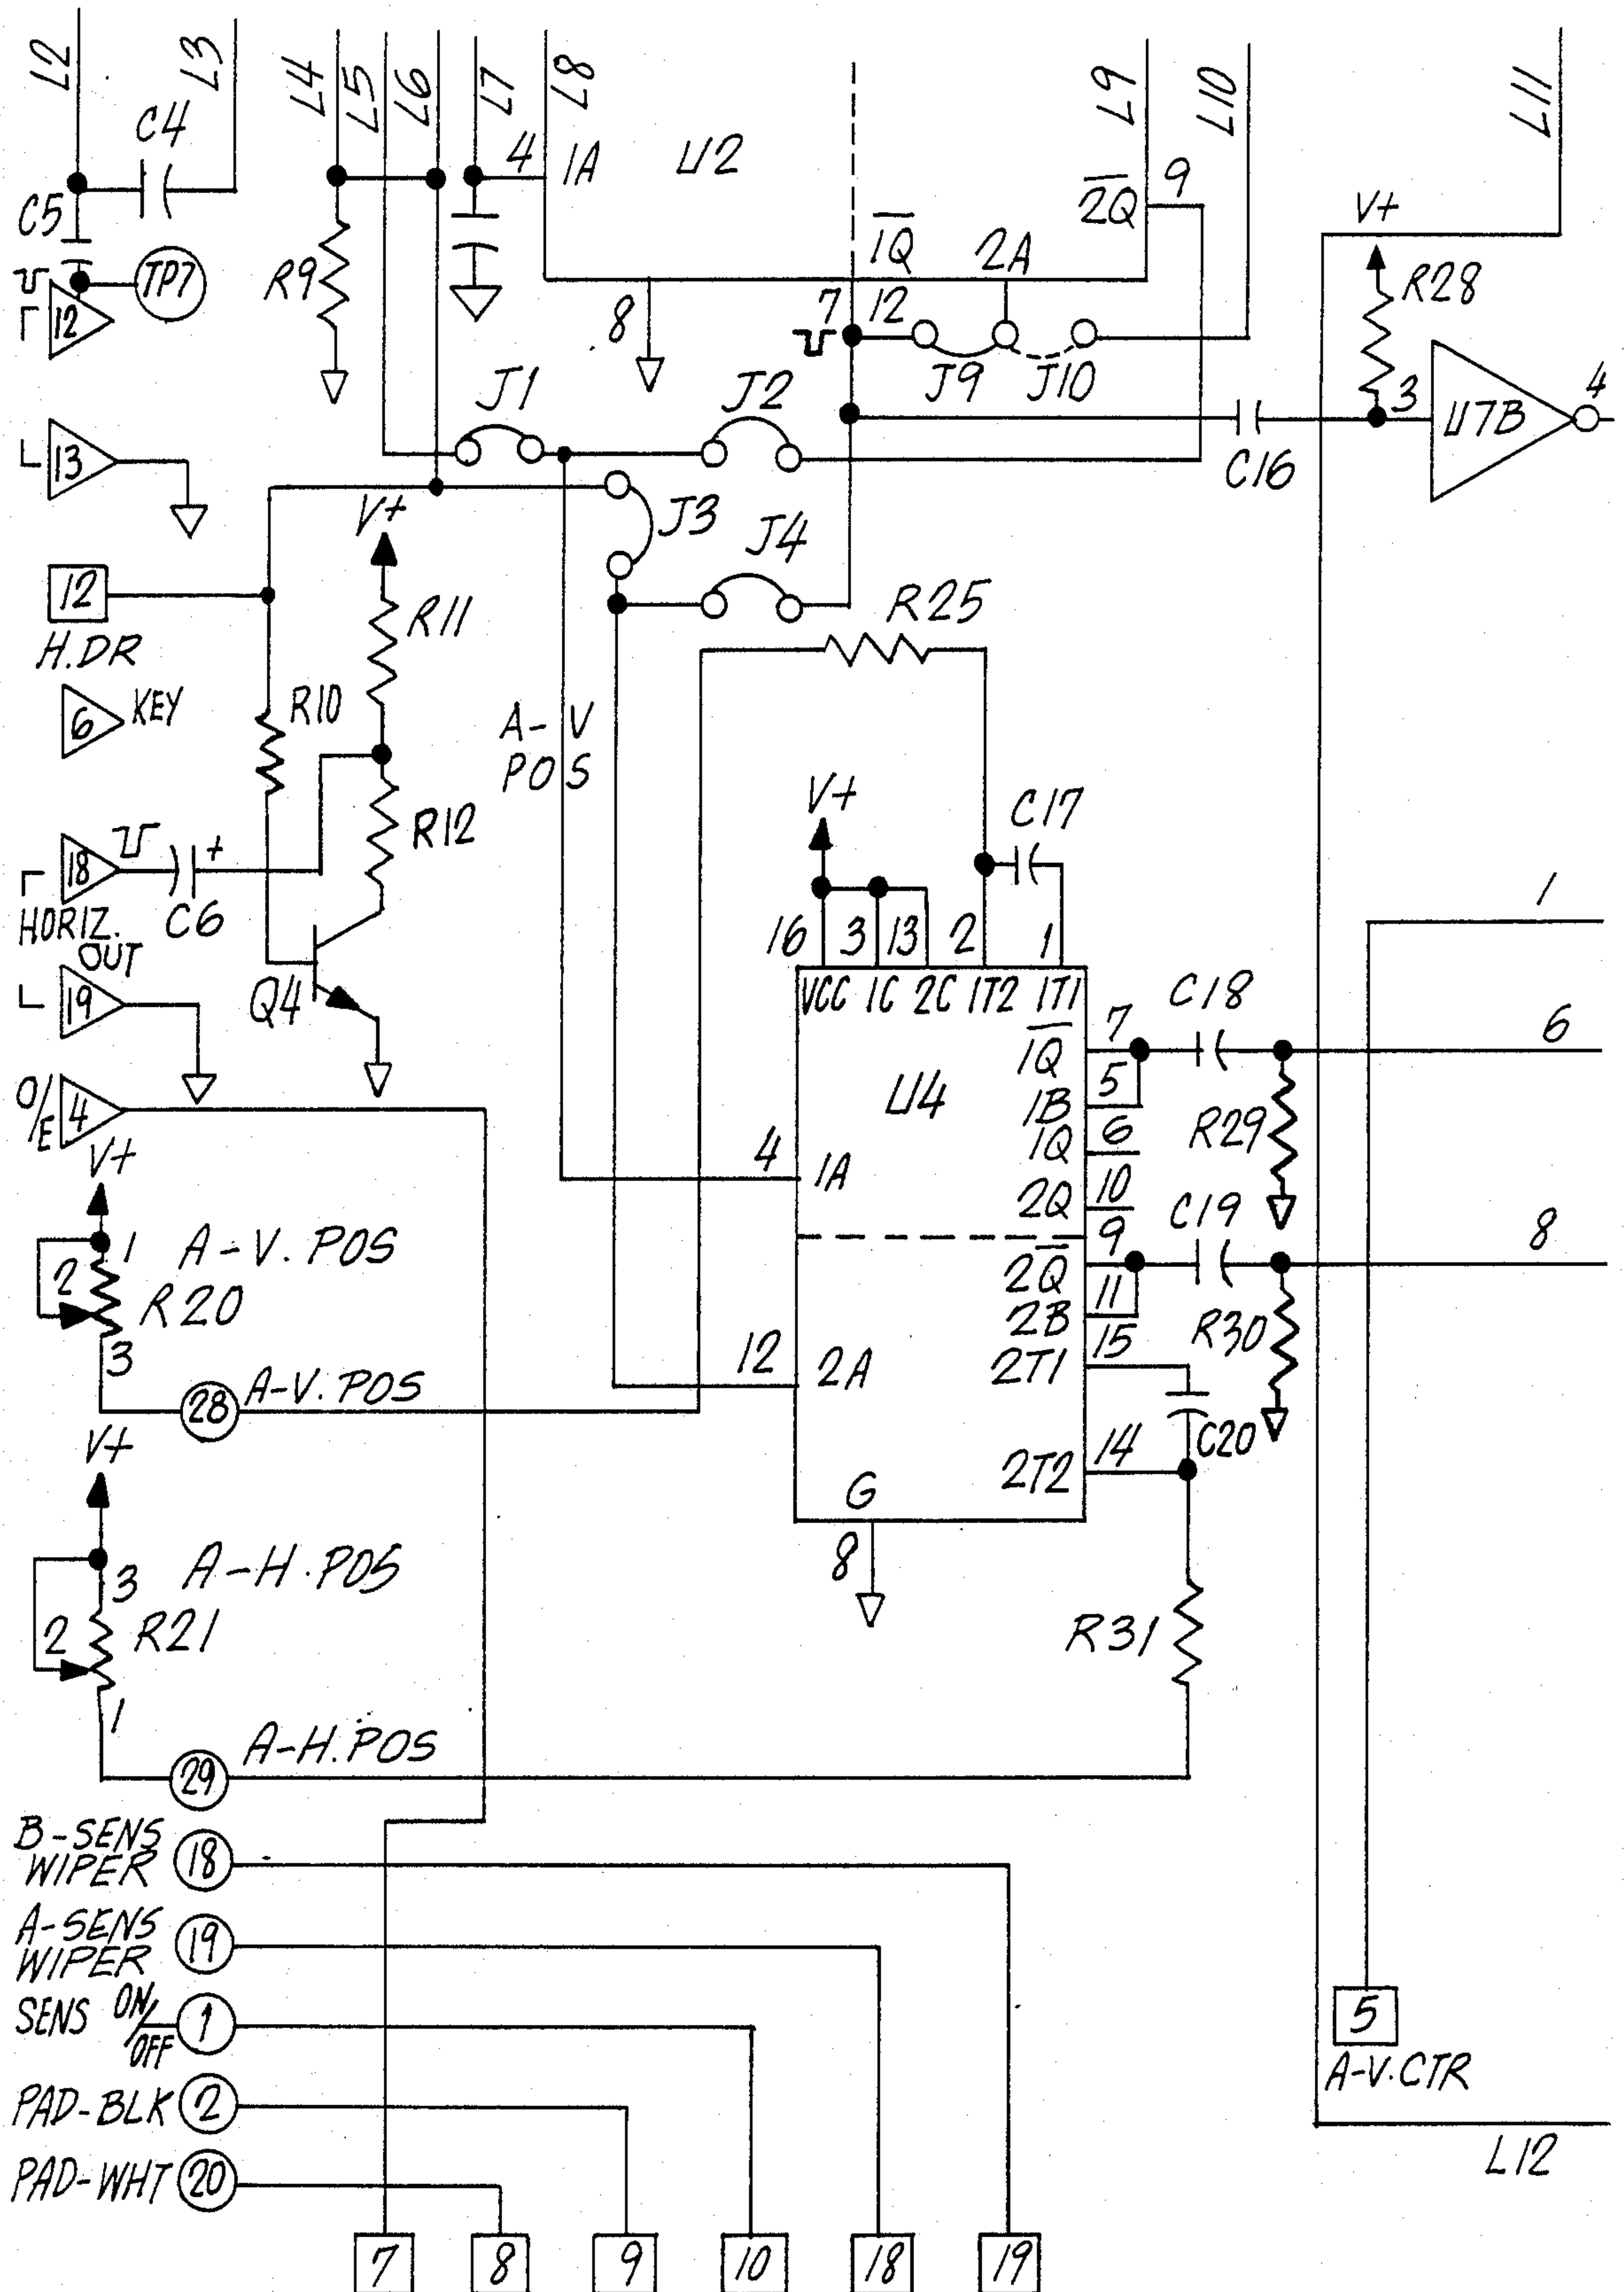 L2
L3
L4
L5
L6
L7
L8
L9
L10
L11
C4
4
1A
U2
9
2Q
C5
TP7
R9
V+
1Q
2A
R28
12
8
7
12
J9
J10
J1
J2
3
U7B
4
13
C16
V+
J3
J4
12
H.DR
R11
R25
6
KEY
R10
A-V
POS
V+
C17
R12
18
+
C6
HORIZ.
OUT
16
3
13
2
1
1
VCC
1C
2C
1T2
1T1
19
Q4
C18
7
1Q
6
5
1B
U4
O/E
4
6
1Q
R29
V+
4
1A
10
2Q
C19
8
1
A-V. POS
9
2Q
2
R20
11
2B
R30
3
12
2A
15
2T1
28
A-V. POS
C20
V+
14
2T2
G
8
3
A-H. POS
2
R21
R31
1
A-H. POS
29
B-SENS
WIPER
18
A-SENS
WIPER
19
SENS ON/OFF
1
5
A-V. CTR
PAD-BLK
2
L12
PAD-WHT
20
7
8
9
10
18
19